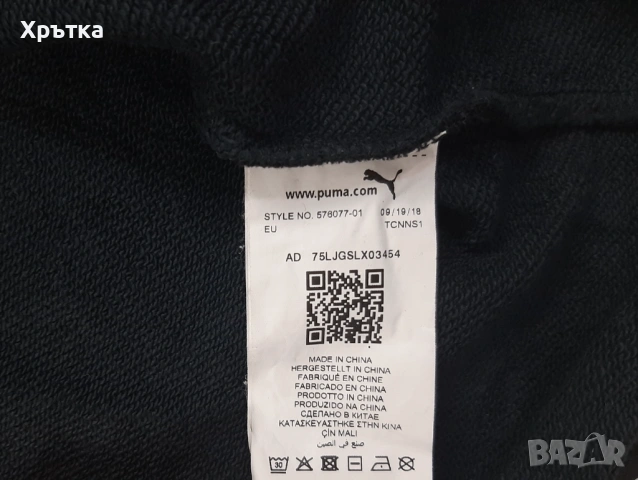 Хрътка
www.puma.com
STYLE NO. 578077-01 09/19/18
EU TCNNS1
AD 75LJGSLX03454
MADE IN CHINA
HERGESTELLT IN CHINA
FABRIQUÉ EN CHINE
FABRICADO EN CHINA
PRODOTTO IN CHINA
PRODUZIDO NA CHINA
СДЕЛАНО В КИТАЕ
ΚΑΤΑΣΚΕΥΑΣΤΗΚΕ ΣΤΗΝ ΚΙΝΑ
ÇİN MALI
صنع في الصين
30
BAZAR